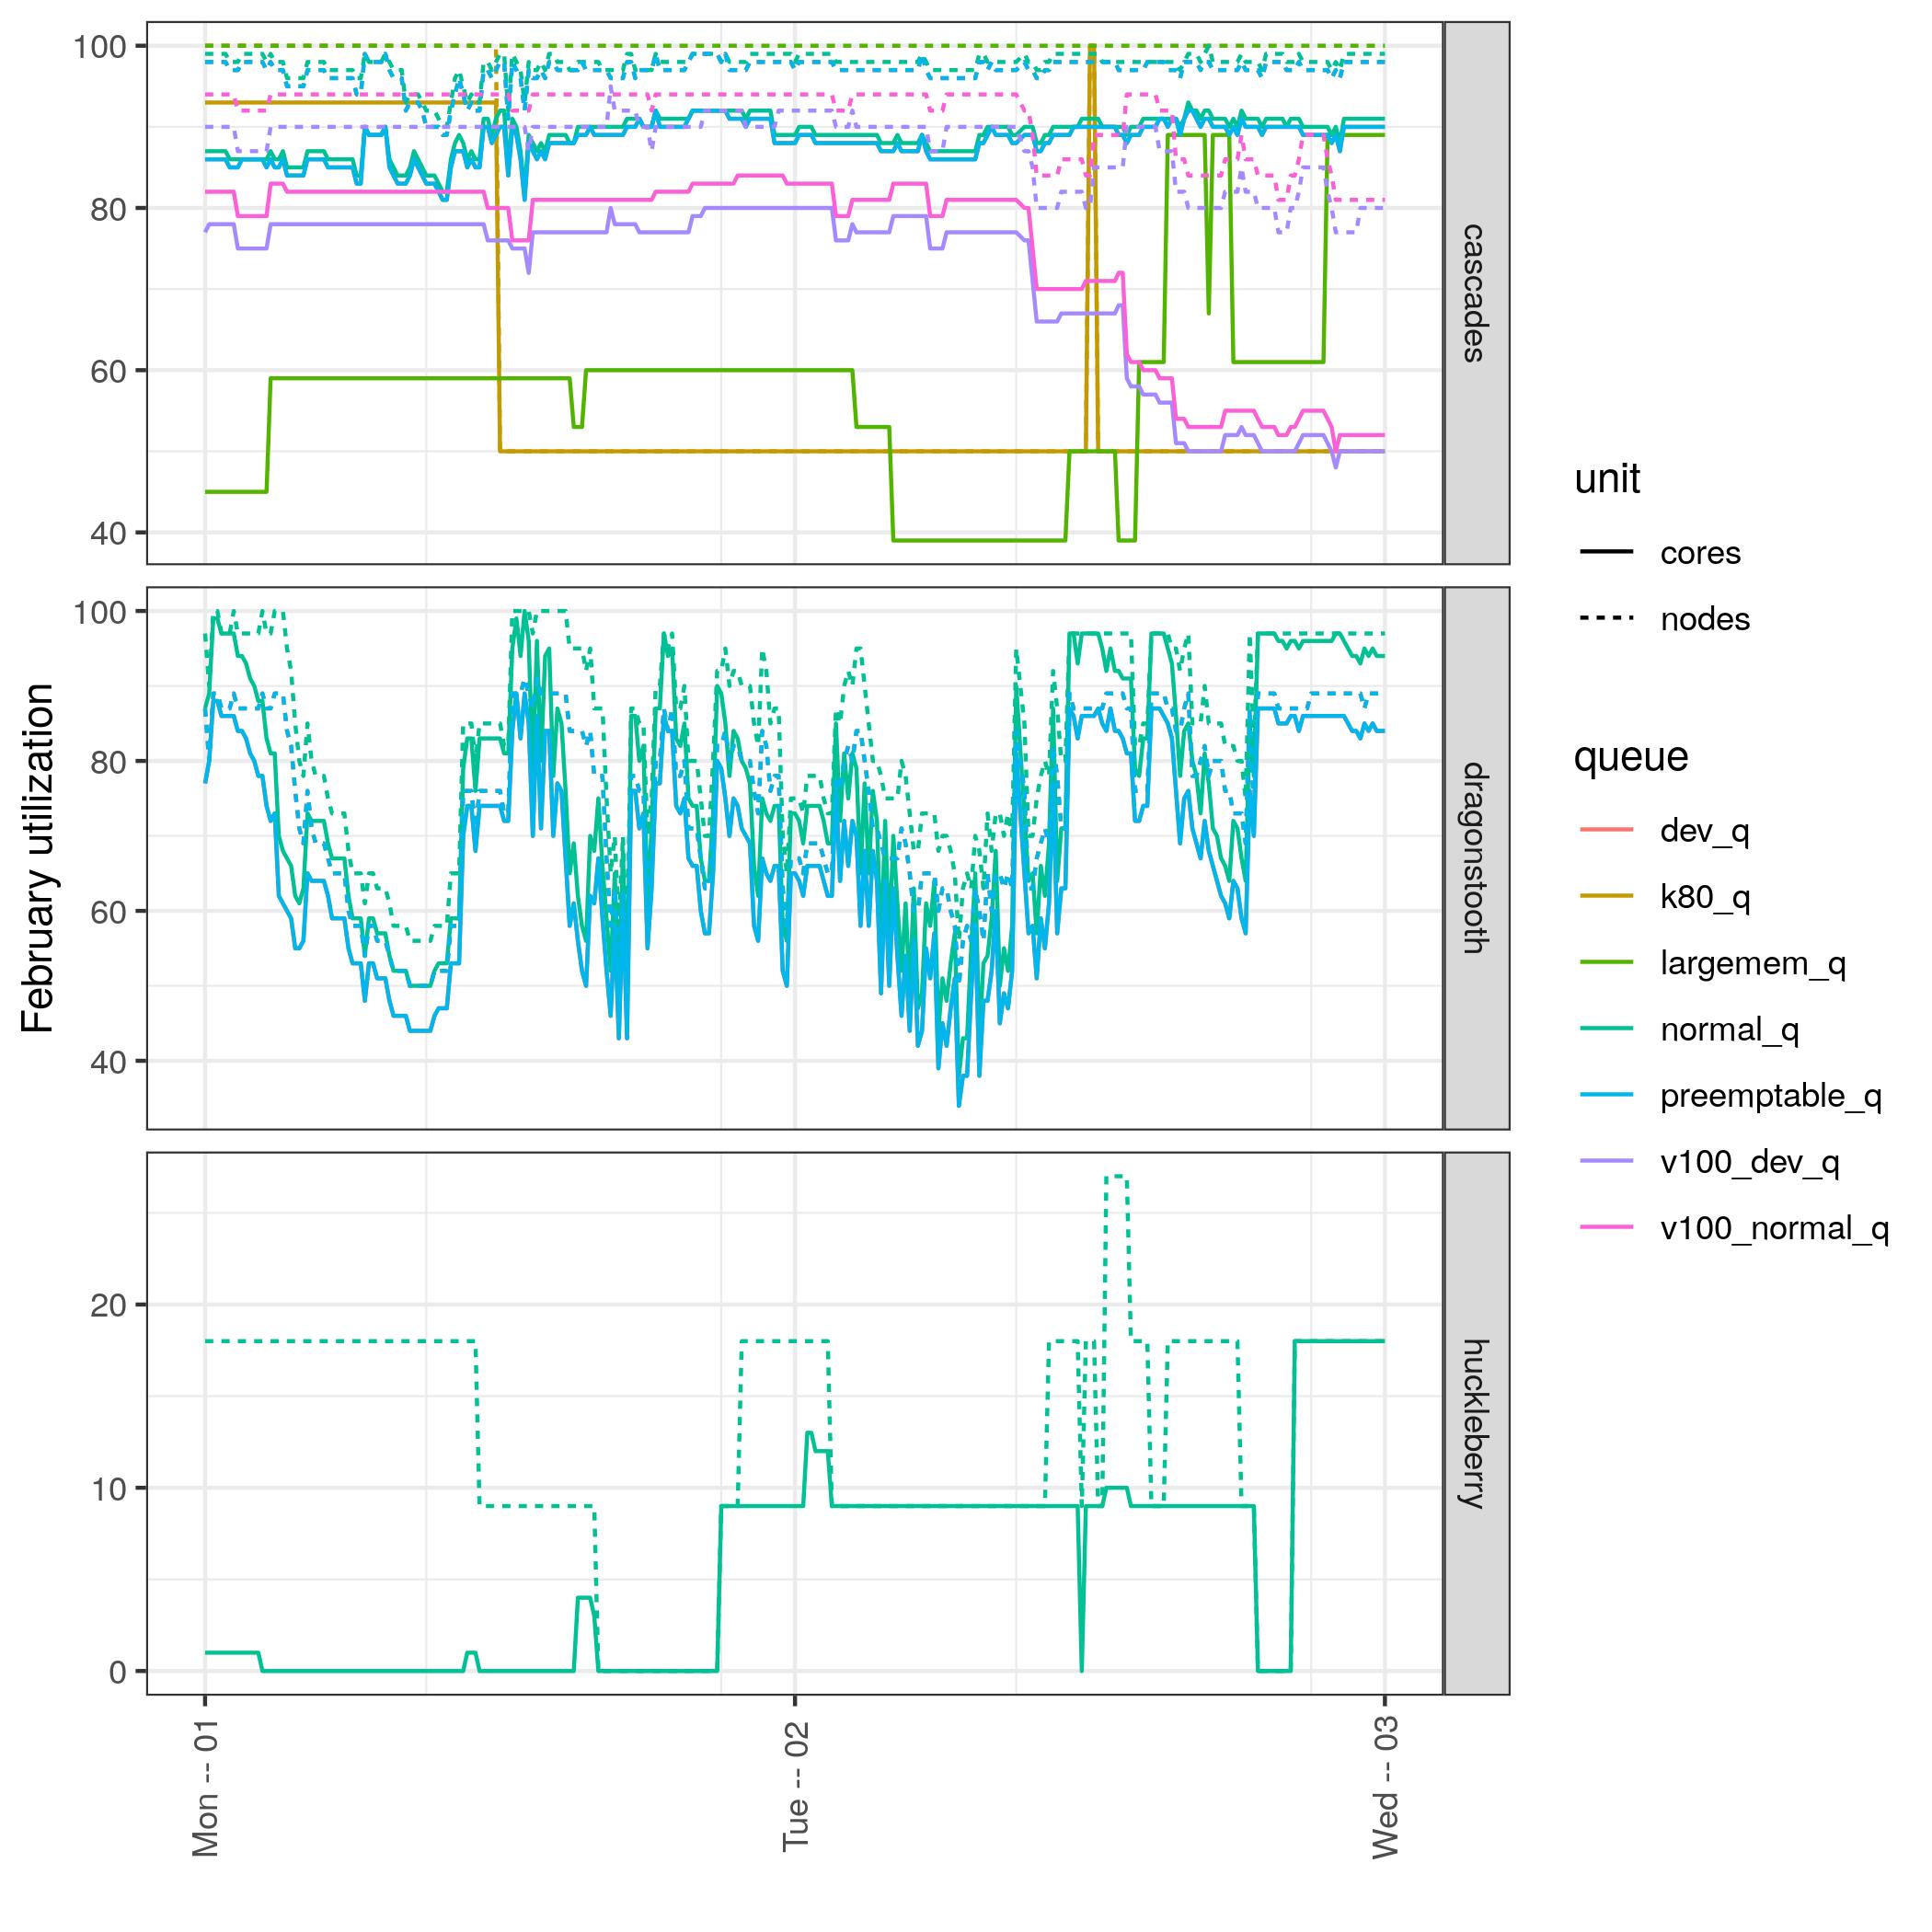 February utilization
100
80
60
40
cascades
100
80
60
40
dragonstooth
20
10
0
huckleberry
Mon -- 01
Tue -- 02
Wed -- 03
unit
cores
nodes
queue
dev_q
k80_q
largemem_q
normal_q
preemptable_q
v100_dev_q
v100_normal_q